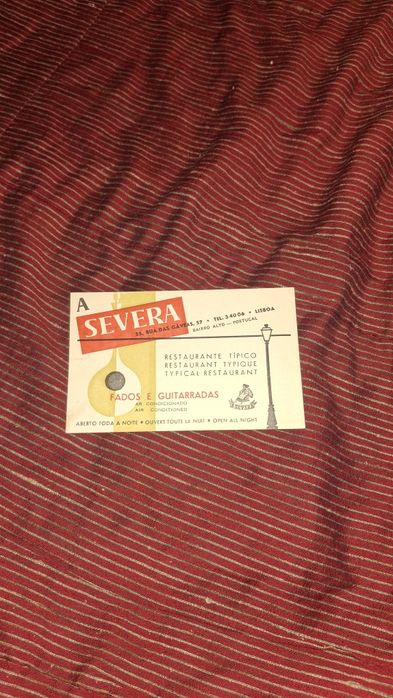 A
SEVERA
55, RUA DAS GÁVEAS, 57 • TEL. 34006 • LISBOA
BAIRRO ALTO — PORTUGAL
RESTAURANTE TÍPICO
RESTAURANT TYPIQUE
TYPICAL RESTAURANT
FADOS E GUITARRADAS
AR CONDICIONADO
AIR CONDITIONED
SEVERA
ABERTO TODA A NOITE • OUVERT TOUTE LA NUIT • OPEN ALL NIGHT